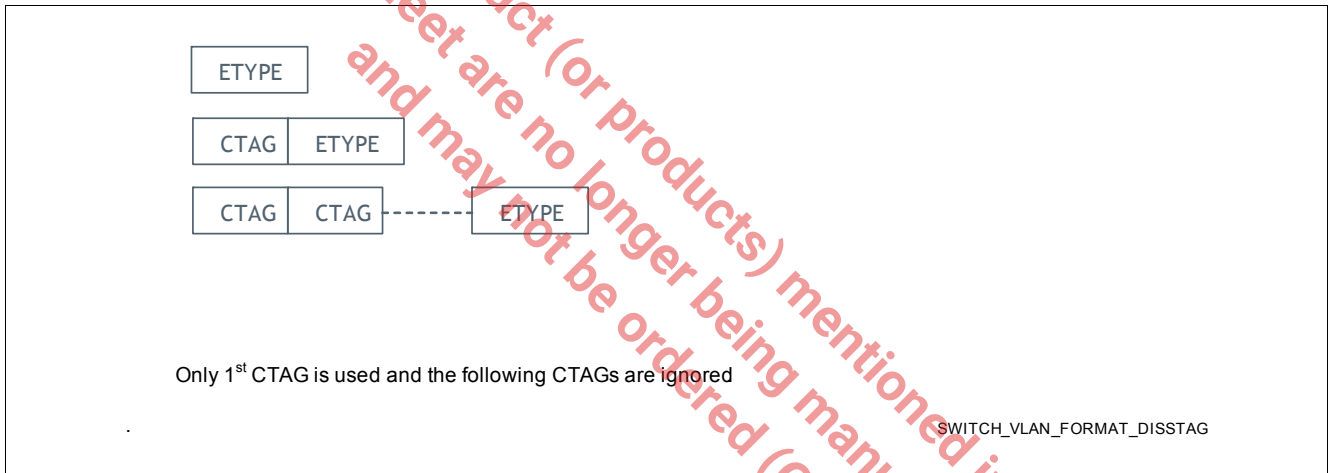 ETYPE
CTAG ETYPE
CTAG CTAG ETYPE
Only 1st CTAG is used and the following CTAGs are ignored
.
SWITCH_VLAN_FORMAT_DISSTAG
uct (or products) mentioned i
eet are no longer being manu
and may not be ordered (o